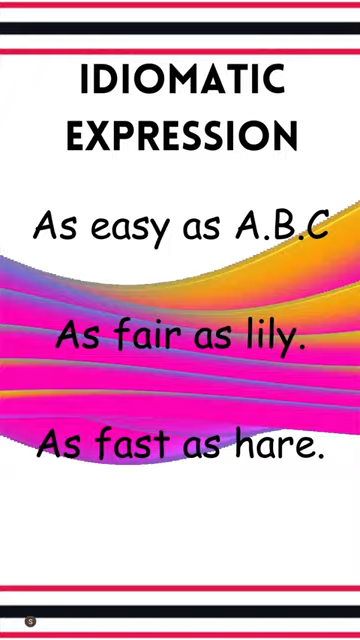 IDIOMATIC
EXPRESSION
As easy as A.B.C
As fair as lily.
As fast as hare.
S